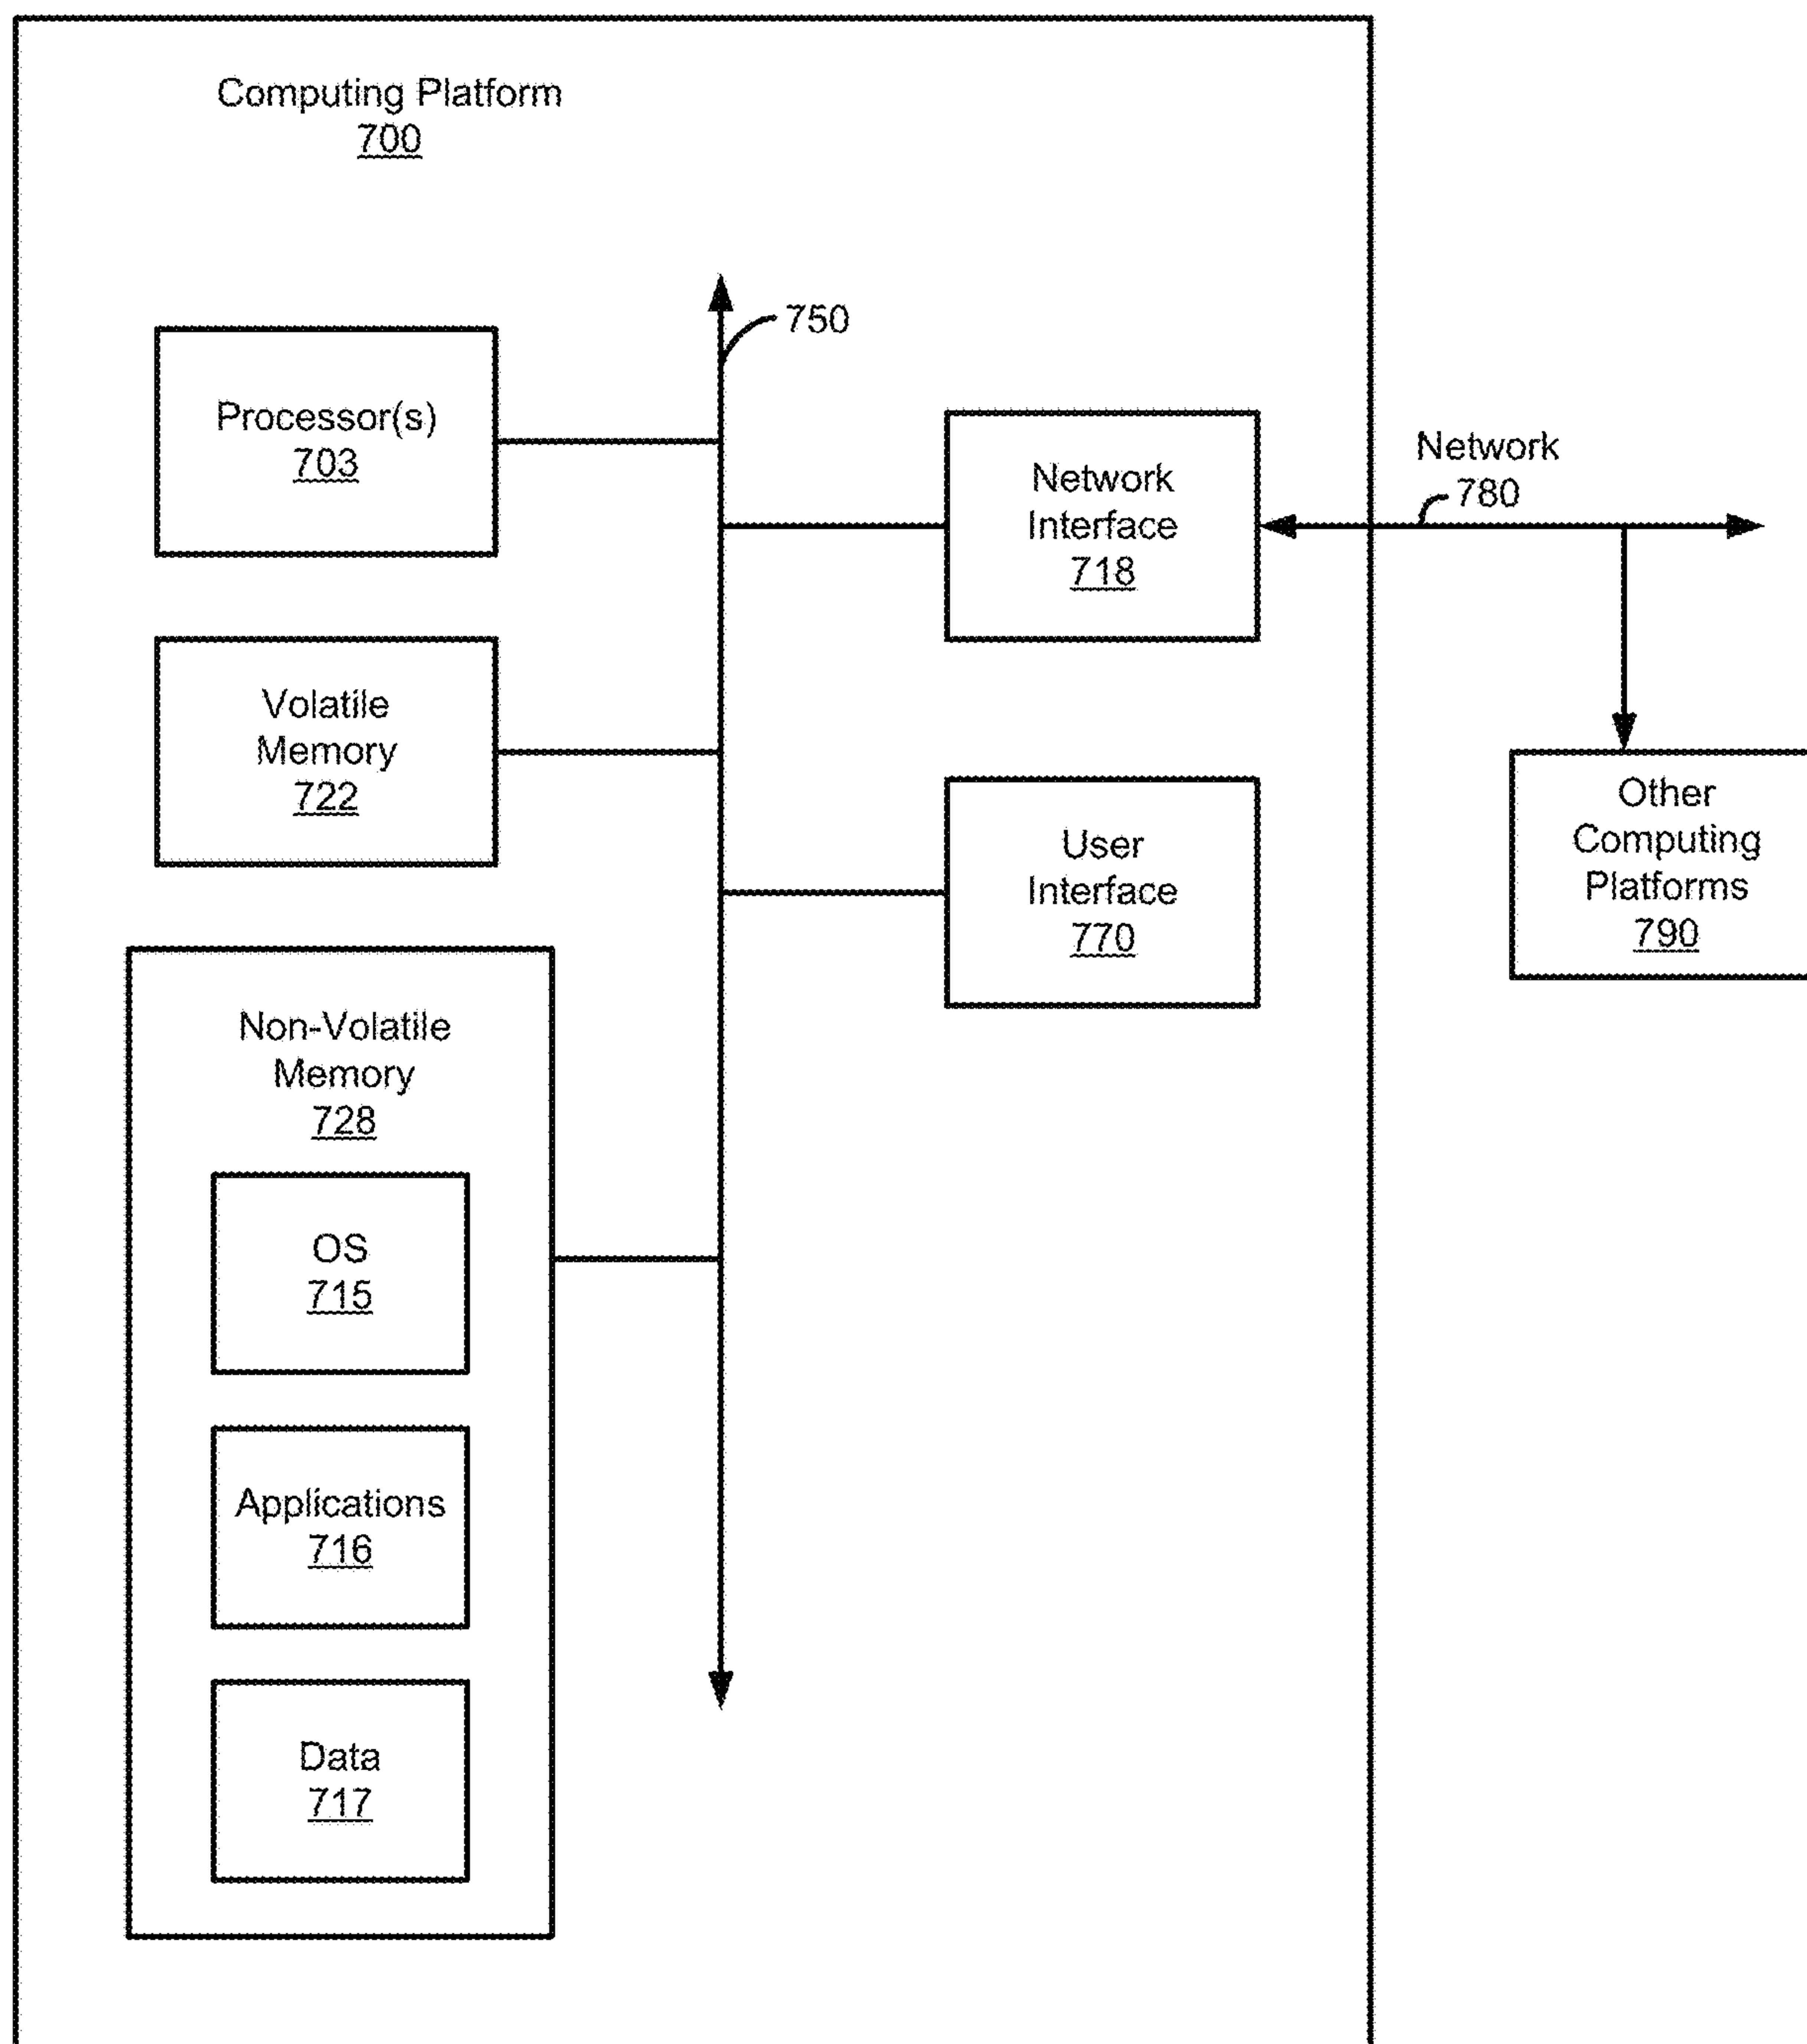 Computing Platform
700
750
Processor(s)
703
Network
Interface
718
Network
780
Volatile
Memory
722
User
Interface
770
Other
Computing
Platforms
790
Non-Volatile
Memory
728
OS
715
Applications
716
Data
717